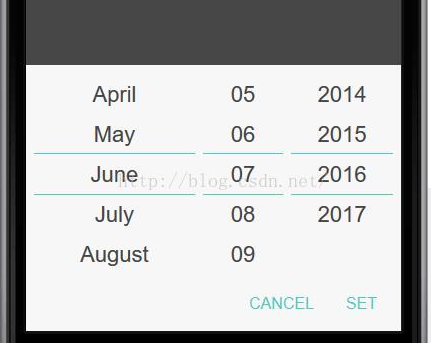 April 05 2014
May 06 2015
June 07 2016
http://blog.csdn.net/
July 08 2017
August 09
CANCEL SET